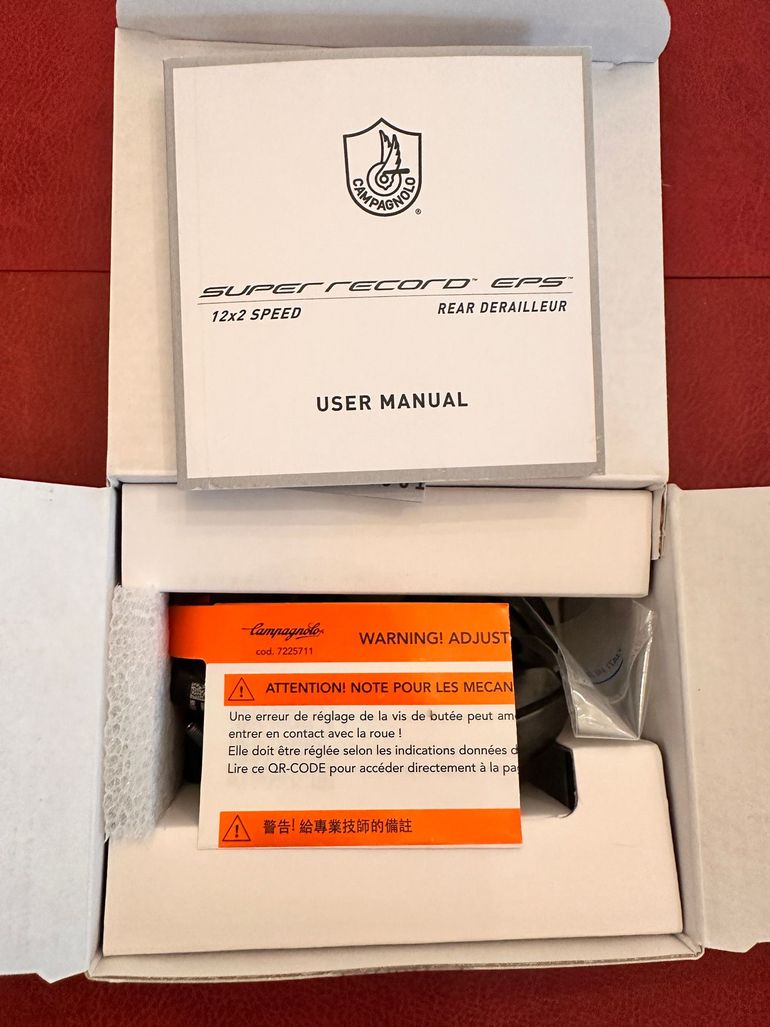 CAMPAGNOLO
SUPER RECORD™ EPS™
12x2 SPEED
REAR DERAILLEUR
USER MANUAL
Campagnolo
cod. 7225711
WARNING! ADJUST
ATTENTION! NOTE POUR LES MECAN
Une erreur de réglage de la vis de butée peut am
entrer en contact avec la roue !
Elle doit être réglée selon les indications données d
Lire ce QR-CODE pour accéder directement à la pa
警告! 給專業技師的備註